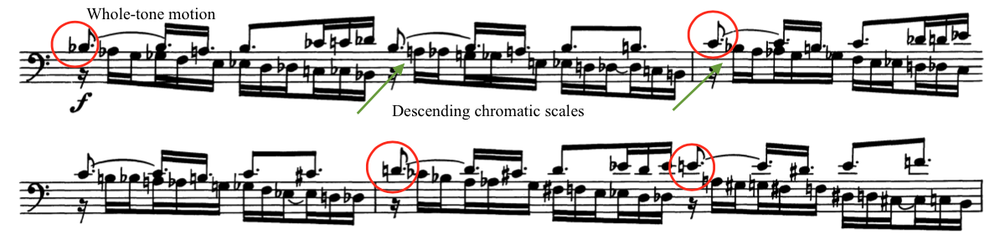 Whole-tone motion
f
Descending chromatic scales